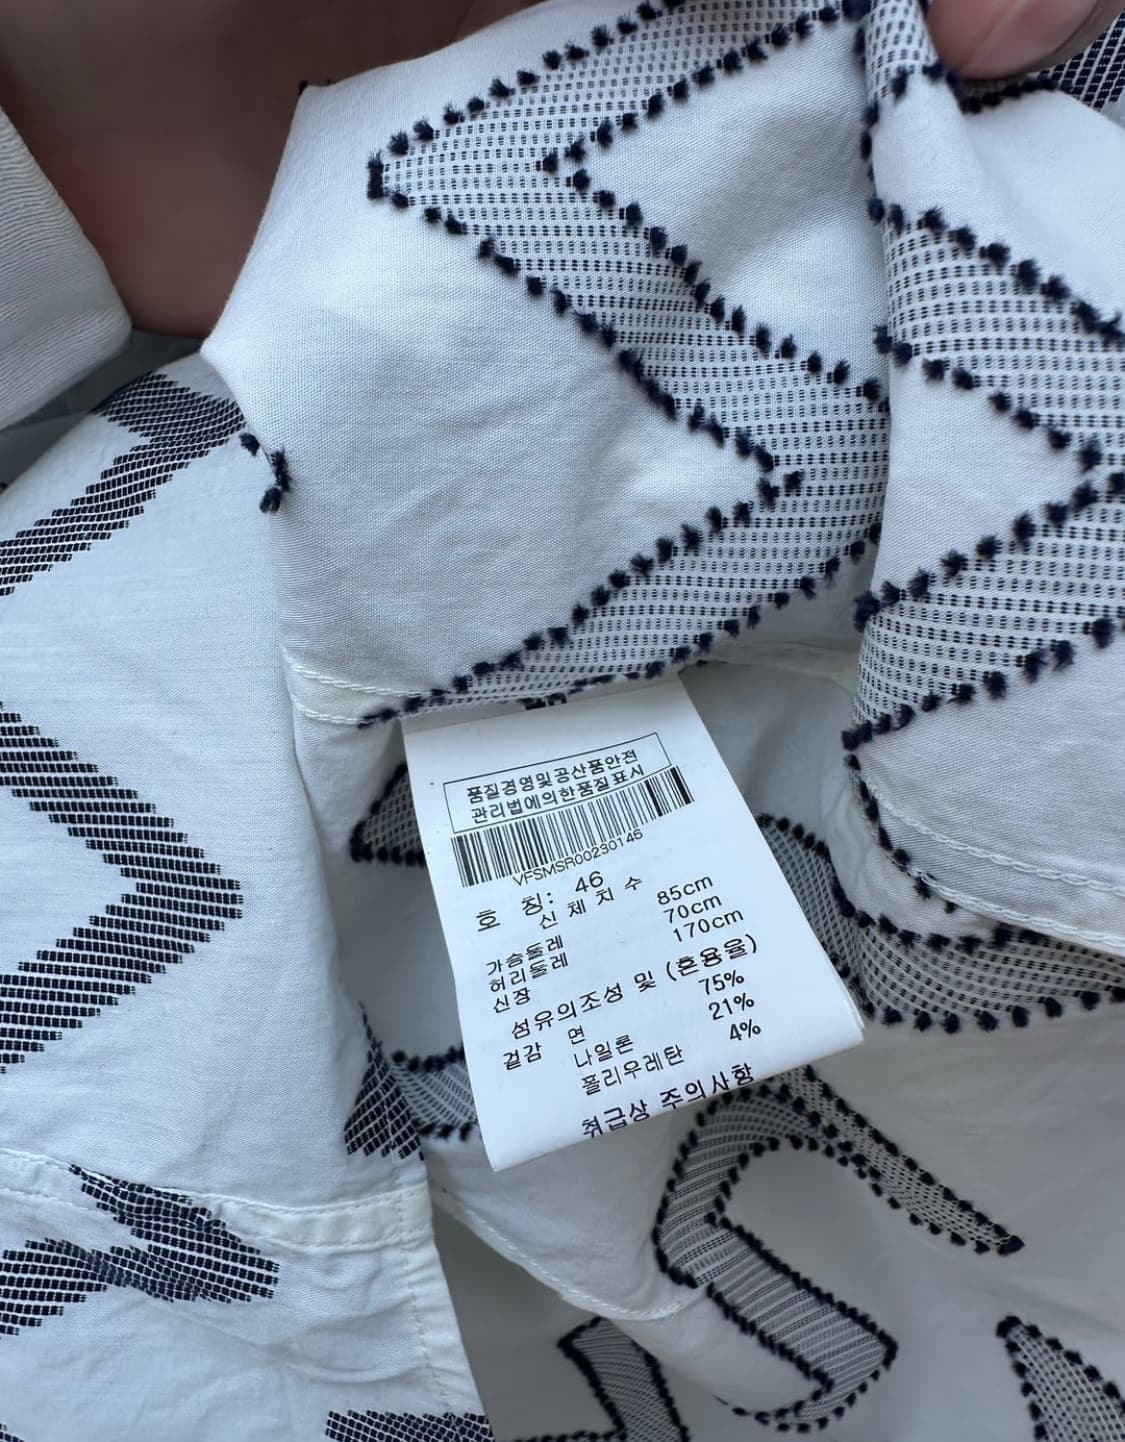 품질경영및공산품안전
관리법에의한품질표시
VFSMSR00230146
호 칭: 46
신 체 치 수
가슴둘레 85cm
허리둘레 70cm
신장 170cm
섬유의조성 및 (혼용율)
겉감 면 75%
나일론 21%
폴리우레탄 4%
취급상 주의사항